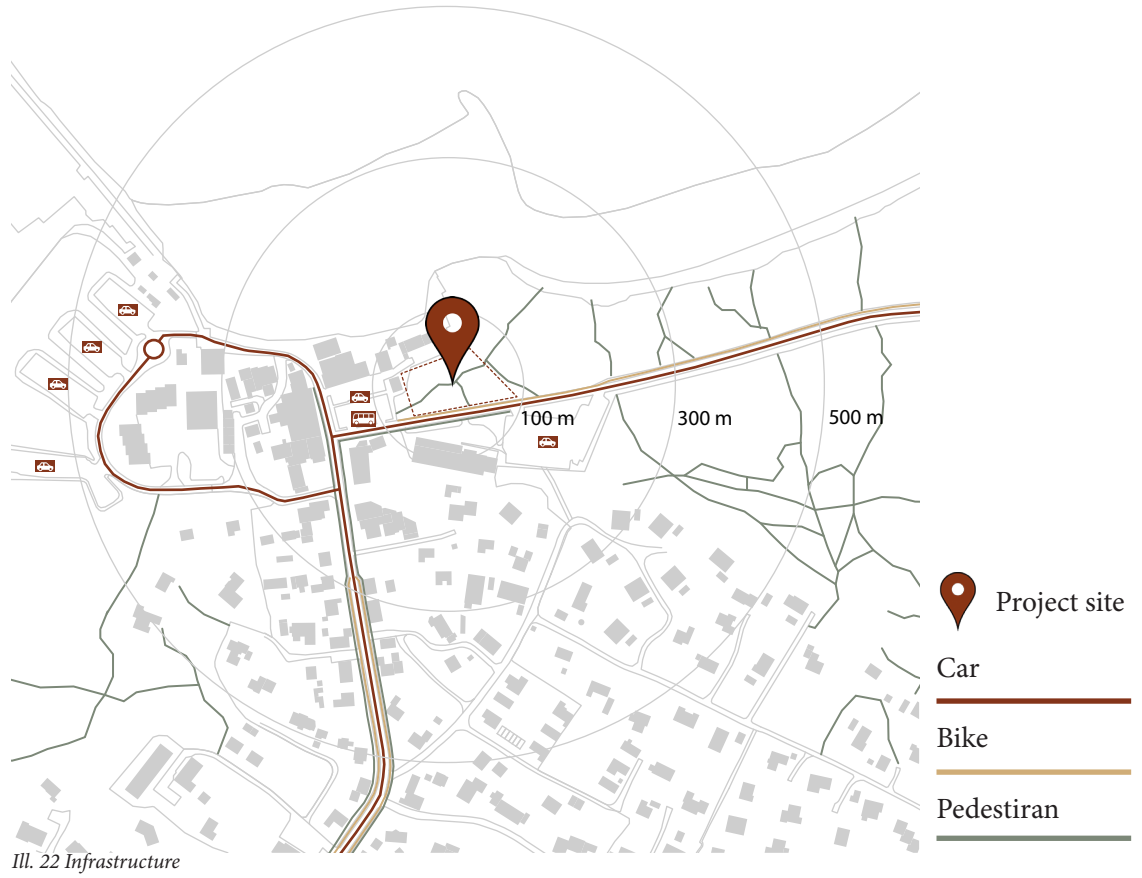 100 m
300 m
500 m
Project site
Car
Bike
Pedestiran
Ill. 22 Infrastructure